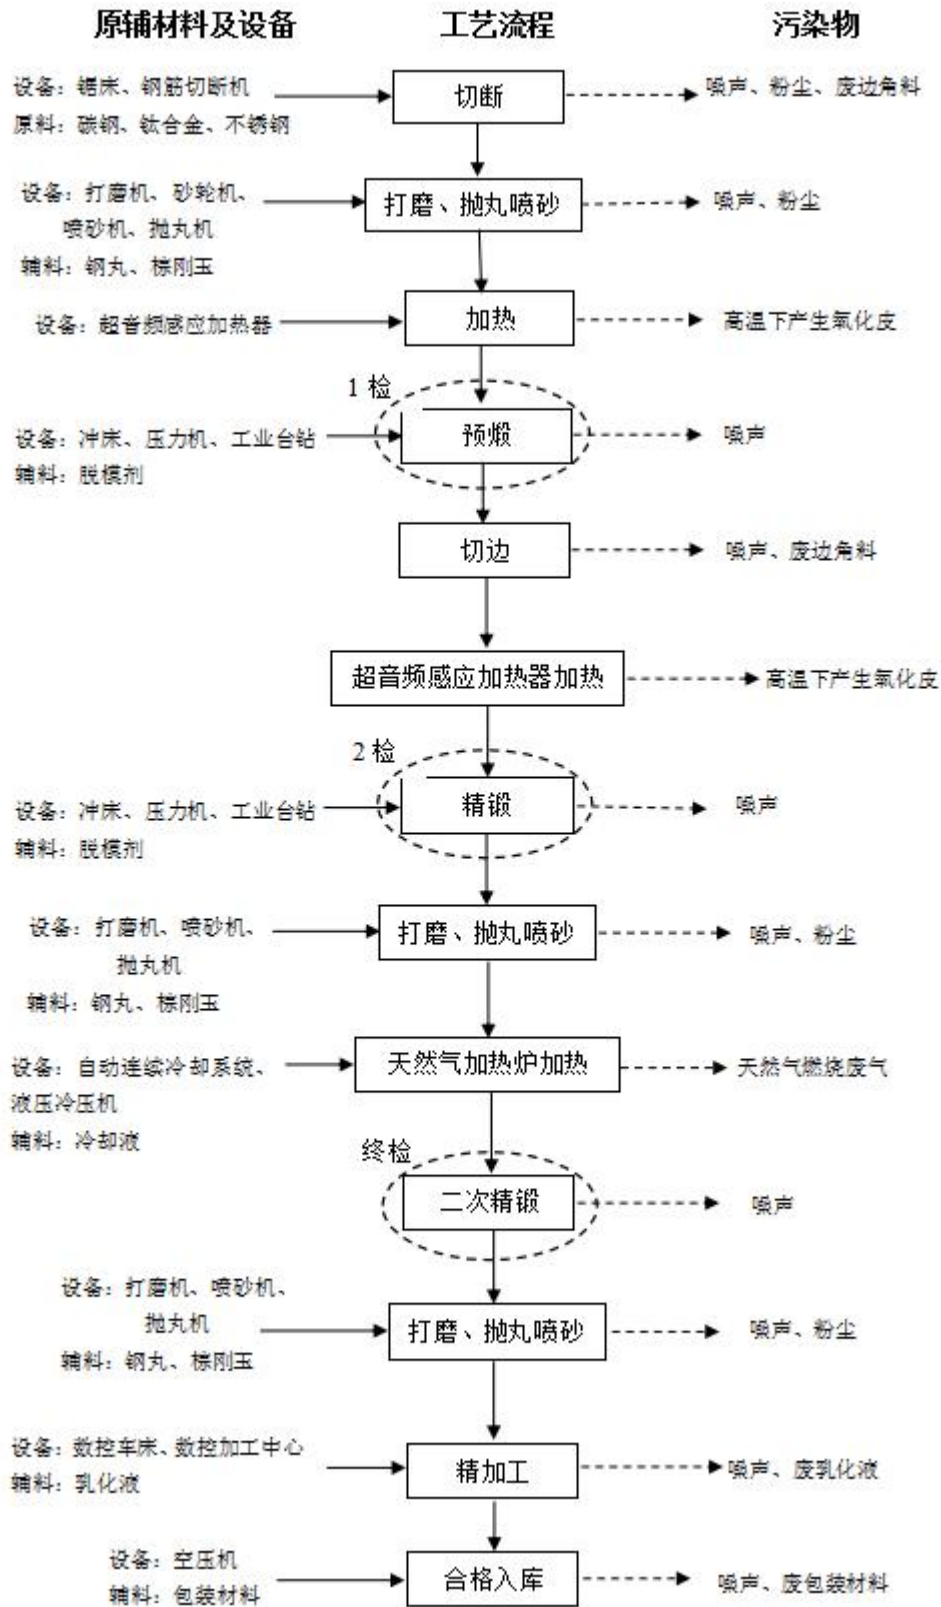 原辅材料及设备 工艺流程 污染物
设备：锯床、钢筋切断机
原料：碳钢、钛合金、不锈钢
切断
噪声、粉尘、废边角料
设备：打磨机、砂轮机、
喷砂机、抛丸机
辅料：钢丸、棕刚玉
打磨、抛丸喷砂
噪声、粉尘
设备：超音频感应加热器
加热
高温下产生氧化皮
1 检
设备：冲床、压力机、工业台钻
辅料：脱模剂
预煅
噪声
切边
噪声、废边角料
超音频感应加热器加热
高温下产生氧化皮
2 检
设备：冲床、压力机、工业台钻
辅料：脱模剂
精锻
噪声
设备：打磨机、喷砂机、
抛丸机
辅料：钢丸、棕刚玉
打磨、抛丸喷砂
噪声、粉尘
设备：自动连续冷却系统、
液压冷压机
辅料：冷却液
天然气加热炉加热
天然气燃烧废气
终检
二次精锻
噪声
设备：打磨机、喷砂机、
抛丸机
辅料：钢丸、棕刚玉
打磨、抛丸喷砂
噪声、粉尘
设备：数控车床、数控加工中心
辅料：乳化液
精加工
噪声、废乳化液
设备：空压机
辅料：包装材料
合格入库
噪声、废包装材料